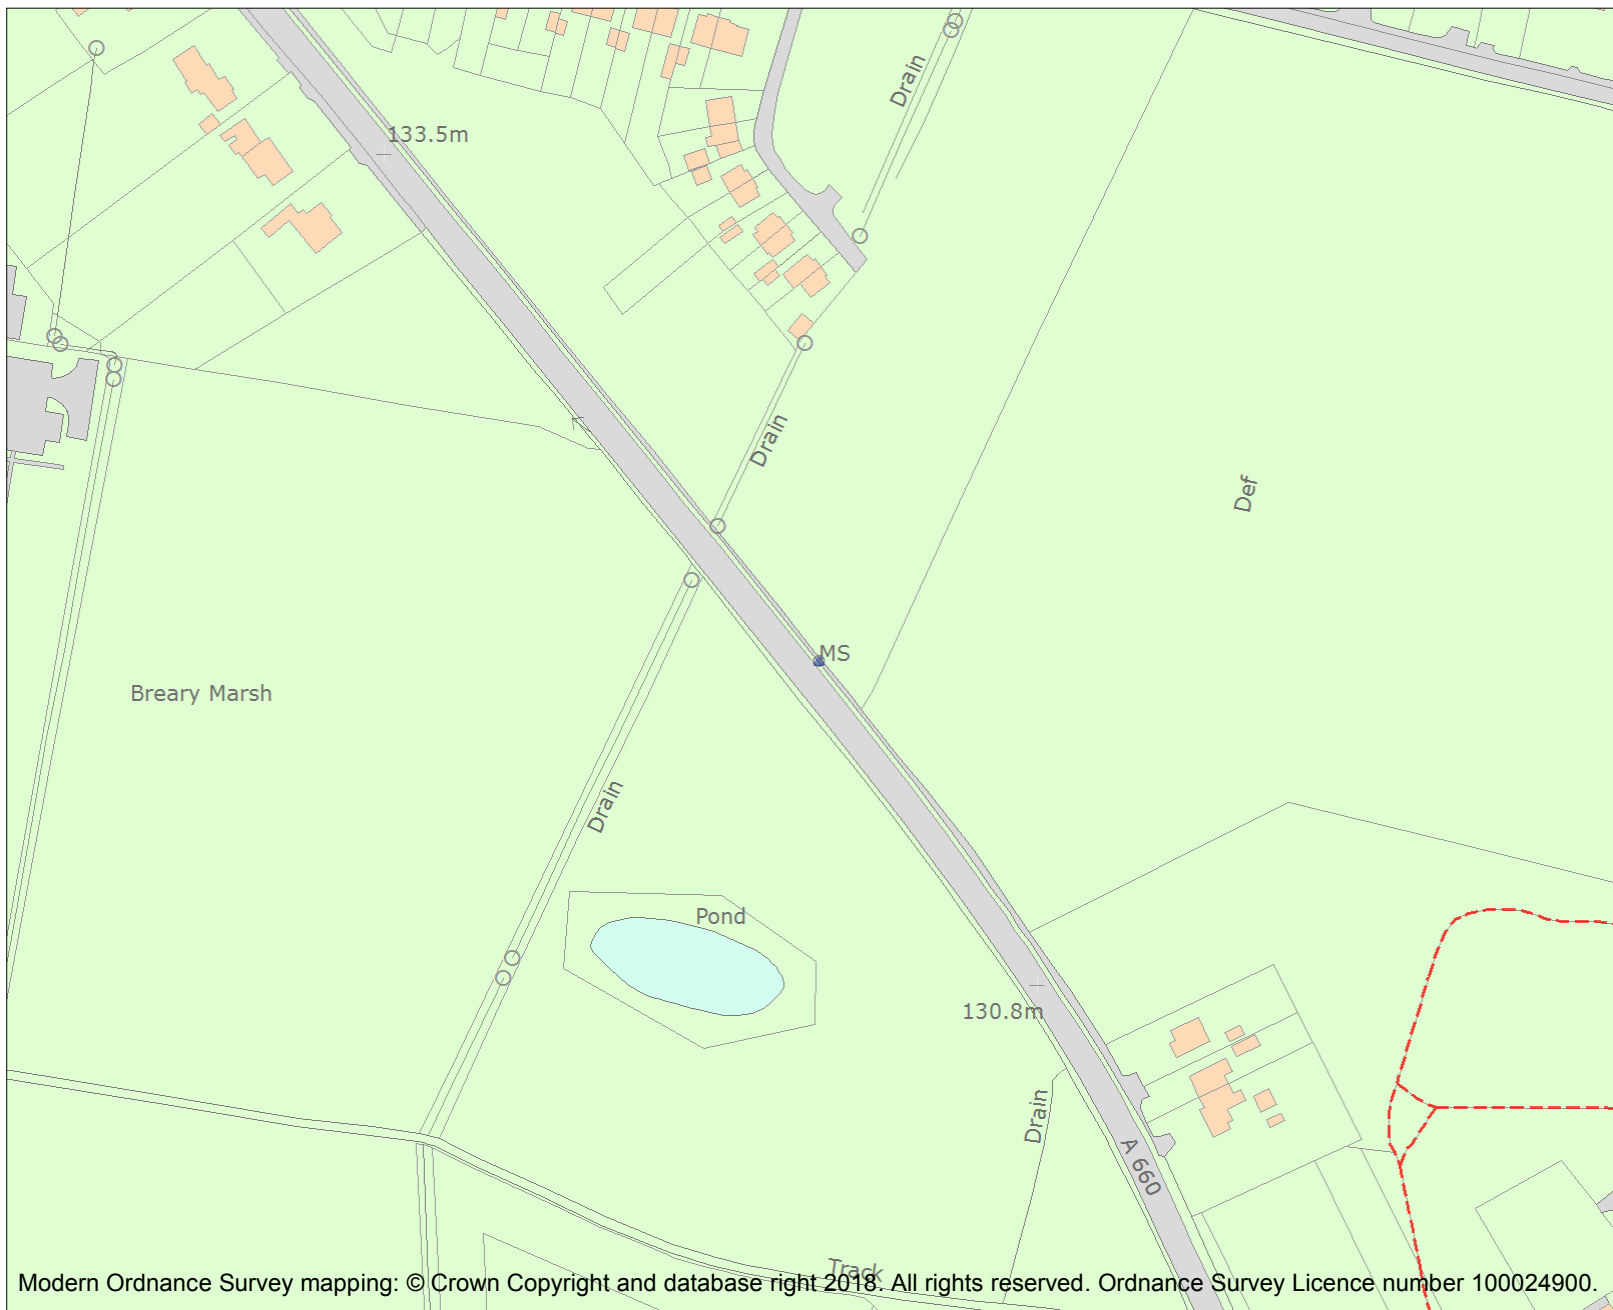 Drain
133.5m
Drain
Def
MS
Breary Marsh
Drain
Pond
130.8m
Drain
A 660
Track
Modern Ordnance Survey mapping: © Crown Copyright and database right 2018. All rights reserved. Ordnance Survey Licence number 100024900.